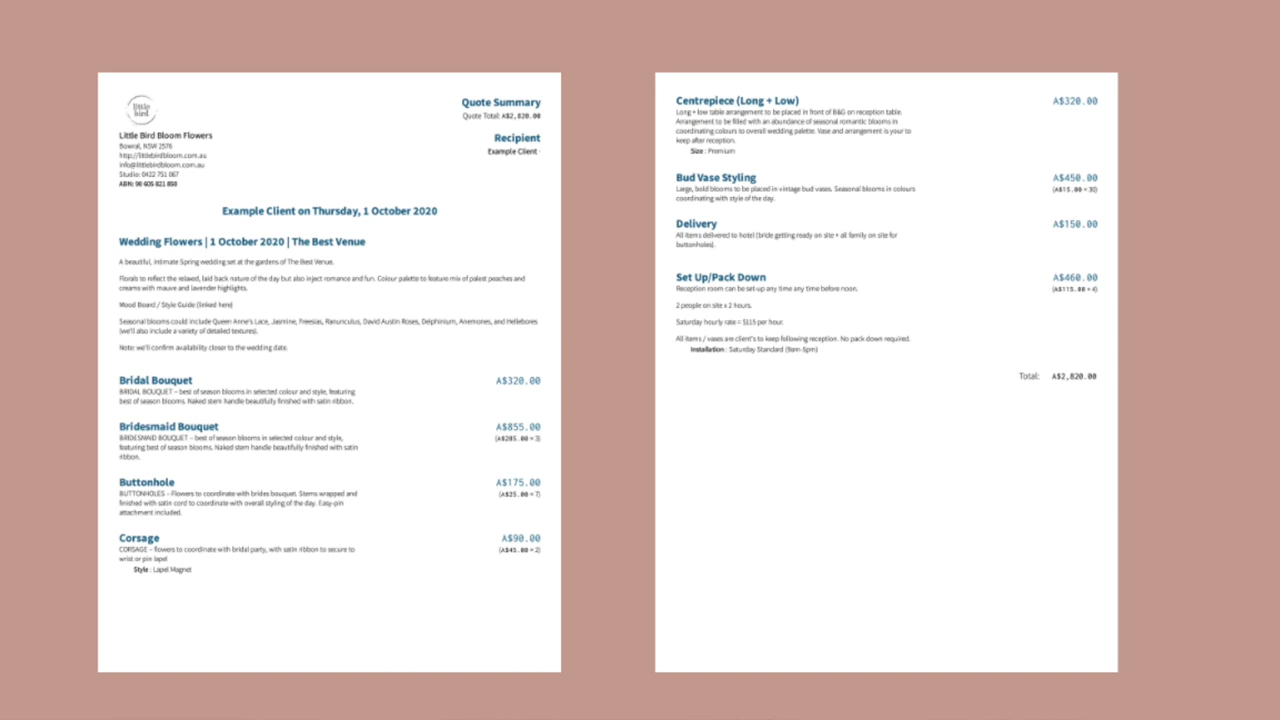 little
bird
Little Bird Bloom Flowers
Bowral, NSW 2576
http://littlebirdbloom.com.au
info@littlebirdbloom.com.au
Studio: 0422 751 067
ABN: 98 605 821 850
Quote Summary
Quote Total: A$2,820.00
Recipient
Example Client ·
Example Client on Thursday, 1 October 2020
Wedding Flowers | 1 October 2020 | The Best Venue
A beautiful, intimate Spring wedding set at the gardens of The Best Venue.
Florals to reflect the relaxed, laid back nature of the day but also inject romance and fun. Colour palette to feature mix of palest peaches and
creams with mauve and lavender highlights.
Mood Board / Style Guide (linked here)
Seasonal blooms could include Queen Anne's Lace, Jasmine, Freesias, Ranunculus, David Austin Roses, Delphinium, Anemones, and Hellebores
(we'll also include a variety of detailed textures).
Note: we'll confirm availability closer to the wedding date.
Bridal Bouquet A$320.00
BRIDAL BOUQUET – best of season blooms in selected colour and style, featuring
best of season blooms. Naked stem handle beautifully finished with satin ribbon.
Bridesmaid Bouquet A$855.00
BRIDESMAID BOUQUET – best of season blooms in selected colour and style, (A$285.00 × 3)
featuring best of season blooms. Naked stem handle beautifully finished with satin
ribbon.
Buttonhole A$175.00
BUTTONHOLES – Flowers to coordinate with brides bouquet. Stems wrapped and (A$25.00 × 7)
finished with satin cord to coordinate with overall styling of the day. Easy-pin
attachment included.
Corsage A$90.00
CORSAGE – flowers to coordinate with bridal party, with satin ribbon to secure to (A$45.00 × 2)
wrist or pin lapel
Style : Lapel Magnet
Centrepiece (Long + Low) A$320.00
Long + low table arrangement to be placed in front of B&G on reception table.
Arrangement to be filled with an abundance of seasonal romantic blooms in
coordinating colours to overall wedding palette. Vase and arrangement is your to
keep after reception.
Size : Premium
Bud Vase Styling A$450.00
Large, bold blooms to be placed in vintage bud vases. Seasonal blooms in colours (A$15.00 × 30)
coordinating with style of the day.
Delivery A$150.00
All items delivered to hotel (bride getting ready on site + all family on site for
buttonholes).
Set Up/Pack Down A$460.00
Reception room can be set-up any time any time before noon. (A$115.00 × 4)
2 people on site x 2 hours.
Saturday hourly rate = $115 per hour.
All items / vases are client's to keep following reception. No pack down required.
Installation : Saturday Standard (9am-5pm)
Total: A$2,820.00